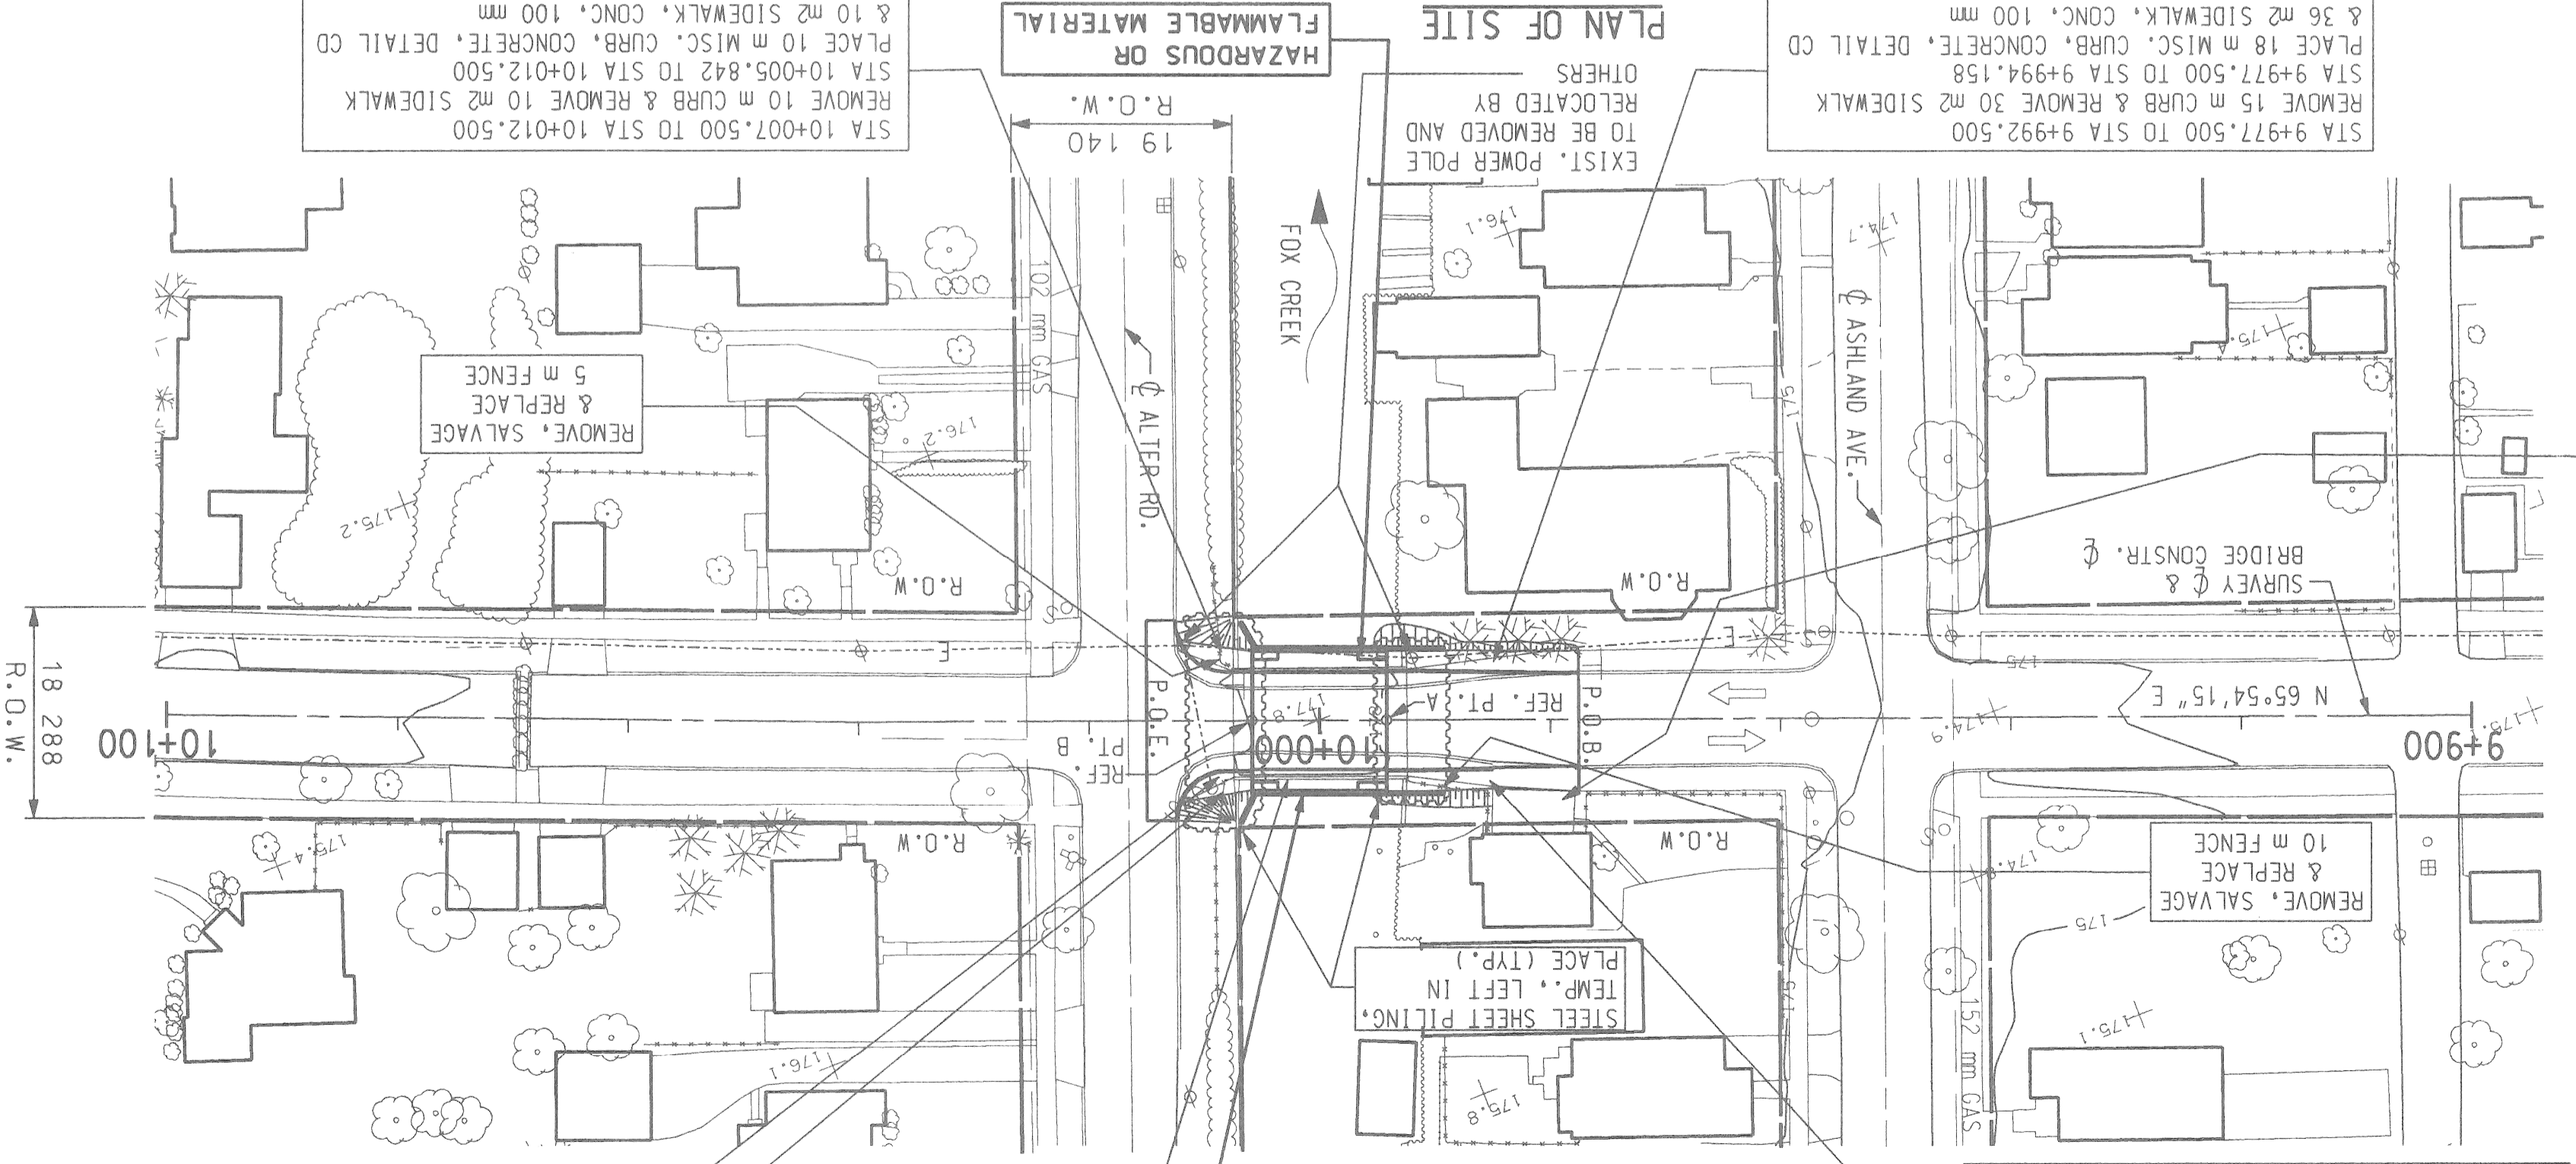 STEEL SHEET PILING,
TEMP., LEFT IN
PLACE (TYP.)
152 mm GAS
175.1
175.8
176.1
175
175
REMOVE, SALVAGE
& REPLACE
10 m FENCE
R.O.W
R.O.W
175.4
9+900
10+000
10+100
REF.
PT. B
18 288
R.O.W.
N 65°54'15" E
174.9
P.O.B.
REF. PT. A
177.8
P.O.E.
175
E
E
SURVEY ℄ &
BRIDGE CONSTR. ℄
R.O.W
R.O.W
175.2
℄ ASHLAND AVE.
℄ ALTER RD.
REMOVE, SALVAGE
& REPLACE
5 m FENCE
176.2
175
FOX CREEK
102 mm GAS
174.7
176.1
STA 9+977.500 TO STA 9+992.500
REMOVE 15 m CURB & REMOVE 30 m2 SIDEWALK
STA 9+977.500 TO STA 9+994.158
PLACE 18 m MISC. CURB, CONCRETE, DETAIL CD
& 36 m2 SIDEWALK, CONC, 100 mm
EXIST. POWER POLE
TO BE REMOVED AND
RELOCATED BY
OTHERS
19 140
R.O.W.
STA 10+007.500 TO STA 10+012.500
REMOVE 10 m CURB & REMOVE 10 m2 SIDEWALK
STA 10+005.842 TO STA 10+012.500
PLACE 10 m MISC. CURB, CONCRETE, DETAIL CD
& 10 m2 SIDEWALK, CONC, 100 mm
HAZARDOUS OR
FLAMMABLE MATERIAL
PLAN OF SITE